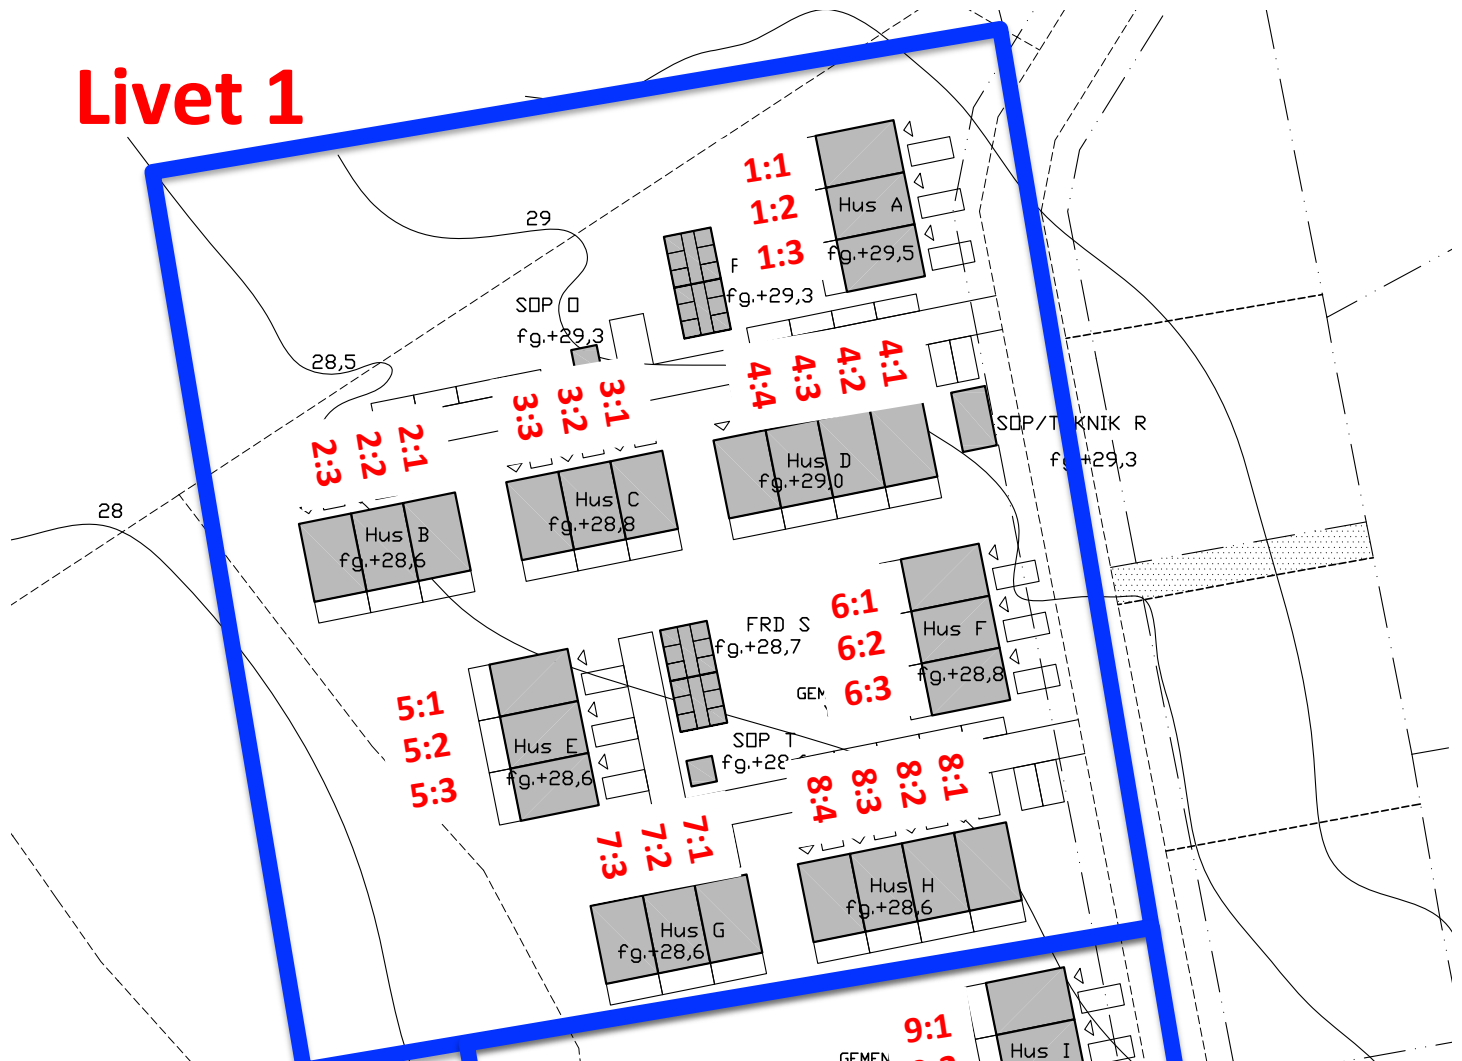 Livet 1
1:1
1:2
1:3
Hus A
fg.+29,5
29
F
fg.+29,3
SOP O
fg.+29,3
28,5
4:4
4:3
4:2
4:1
3:3
3:2
3:1
2:3
2:2
2:1
SOP/TEKNIK R
fg.+29,3
Hus D
fg.+29,0
Hus C
fg.+28,8
28
Hus B
fg.+28,6
6:1
6:2
6:3
Hus F
fg.+28,8
FRD S
fg.+28,7
GEM
5:1
5:2
5:3
Hus E
fg.+28,6
SOP T
fg.+28
8:4
8:3
8:2
8:1
7:3
7:2
7:1
Hus H
fg.+28,6
Hus G
fg.+28,6
9:1
GEMEN
Hus I